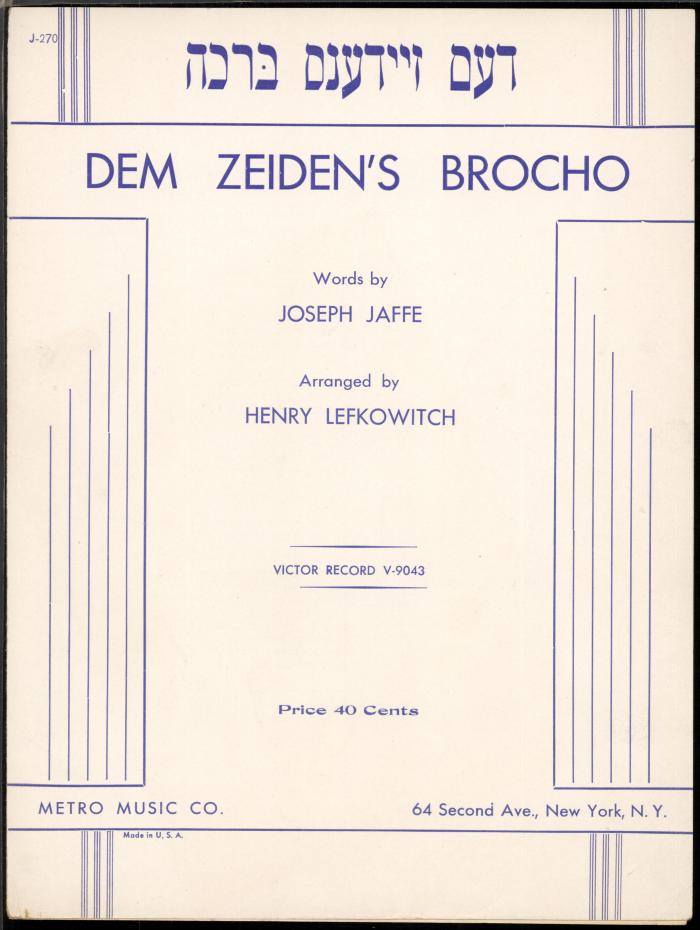 J-270
דעם זיידענס ברכה
DEM ZEIDEN'S BROCHO
Words by
JOSEPH JAFFE
Arranged by
HENRY LEFKOWITCH
VICTOR RECORD V-9043
Price 40 Cents
METRO MUSIC CO.
64 Second Ave., New York, N. Y.
Made in U. S. A.